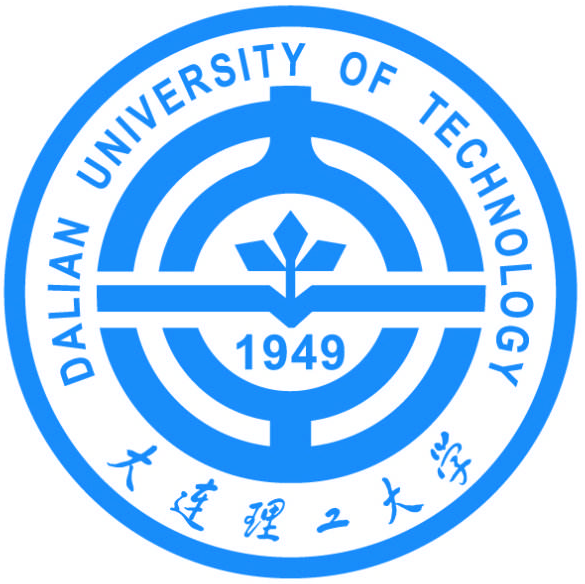 DALIAN UNIVERSITY OF TECHNOLOGY
1949
大连理工大学